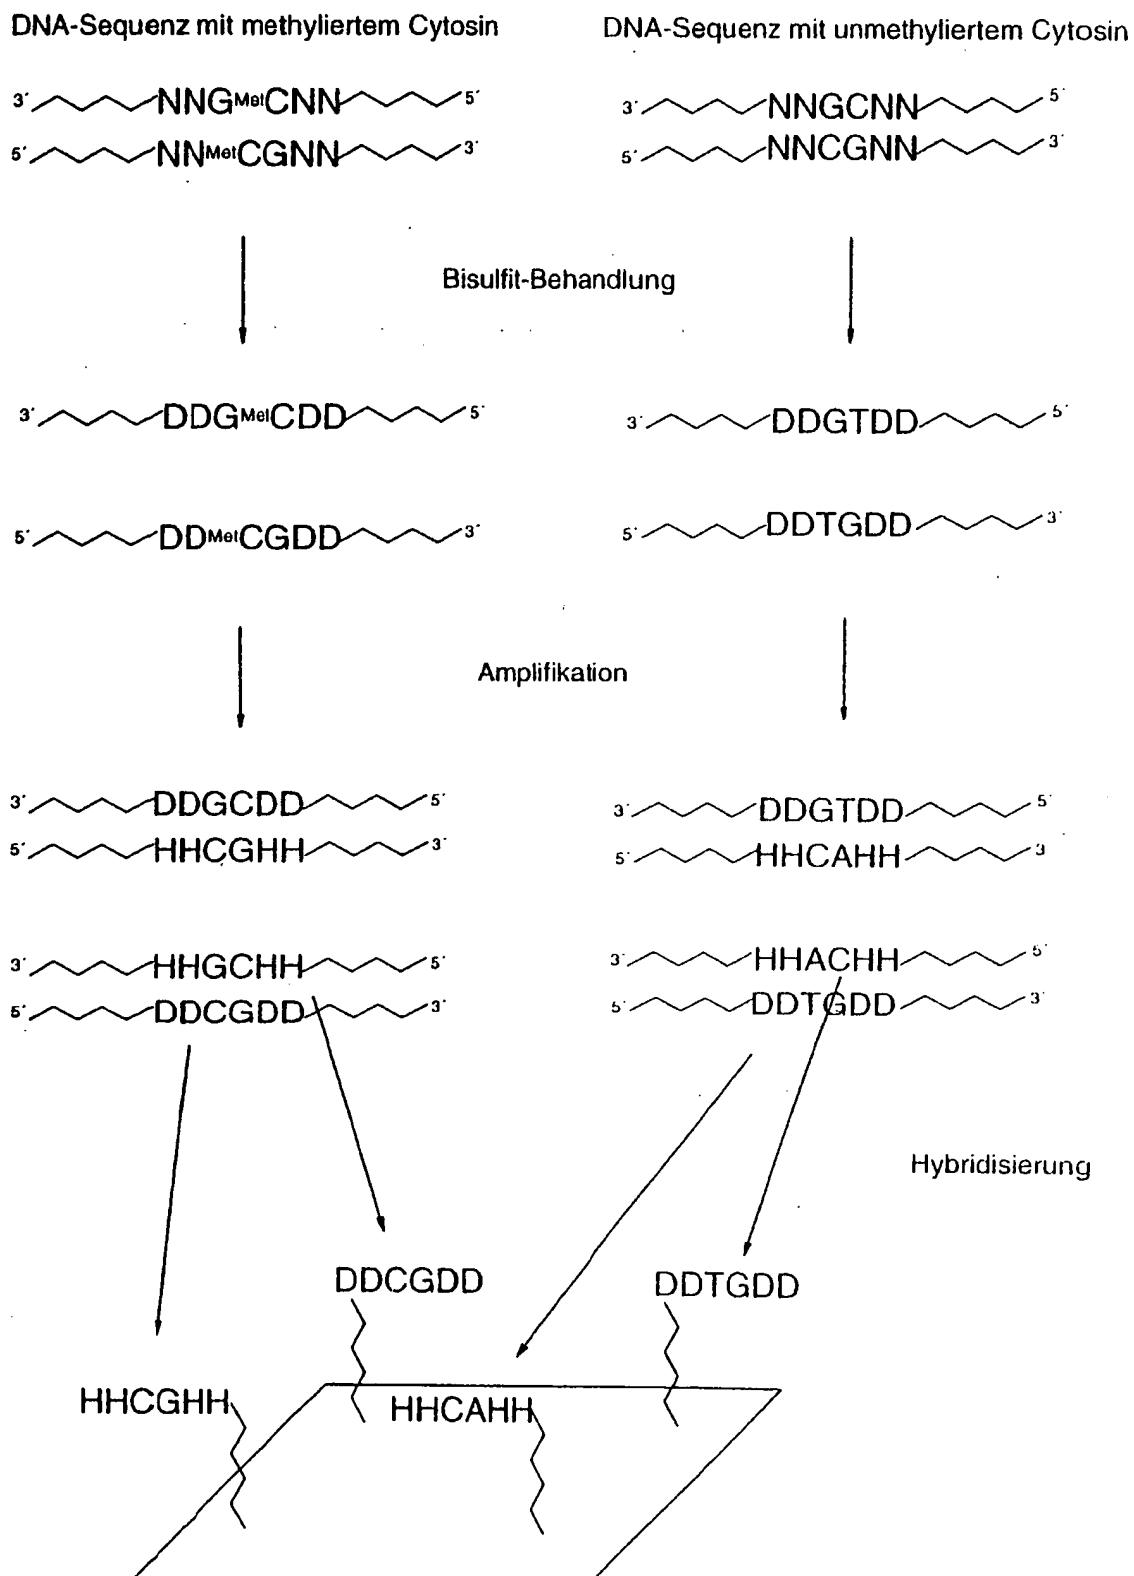 DNA-Sequenz mit methyliertem Cytosin
DNA-Sequenz mit unmethyliertem Cytosin
3´ NNGMetCNN 5´
5´ NNMetCGNN 3´
3´ NNGCNN 5´
5´ NNCGNN 3´
Bisulfit-Behandlung
3´ DDGMetCDD 5´
5´ DDMetCGDD 3´
3´ DDGTDD 5´
5´ DDTGDD 3´
Amplifikation
3´ DDGCDD 5´
5´ HHCGHH 3´
3´ DDGTDD 5´
5´ HHCAHH 3
3´ HHGCHH 5´
5´ DDCGDD 3´
3´ HHACHH 5´
5´ DDTGDD 3´
Hybridisierung
DDCGDD
DDTGDD
HHCGHH
HHCAHH